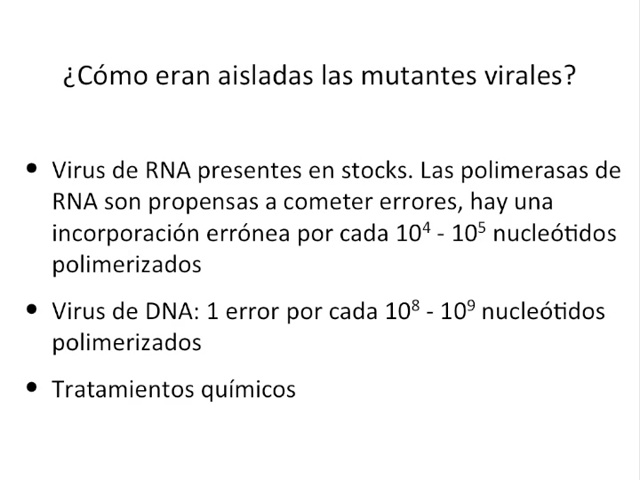 ¿Cómo eran aisladas las mutantes virales?
• Virus de RNA presentes en stocks. Las polimerasas de
RNA son propensas a cometer errores, hay una
incorporación errónea por cada 10⁴ - 10⁵ nucleótidos
polimerizados
• Virus de DNA: 1 error por cada 10⁸ - 10⁹ nucleótidos
polimerizados
• Tratamientos químicos